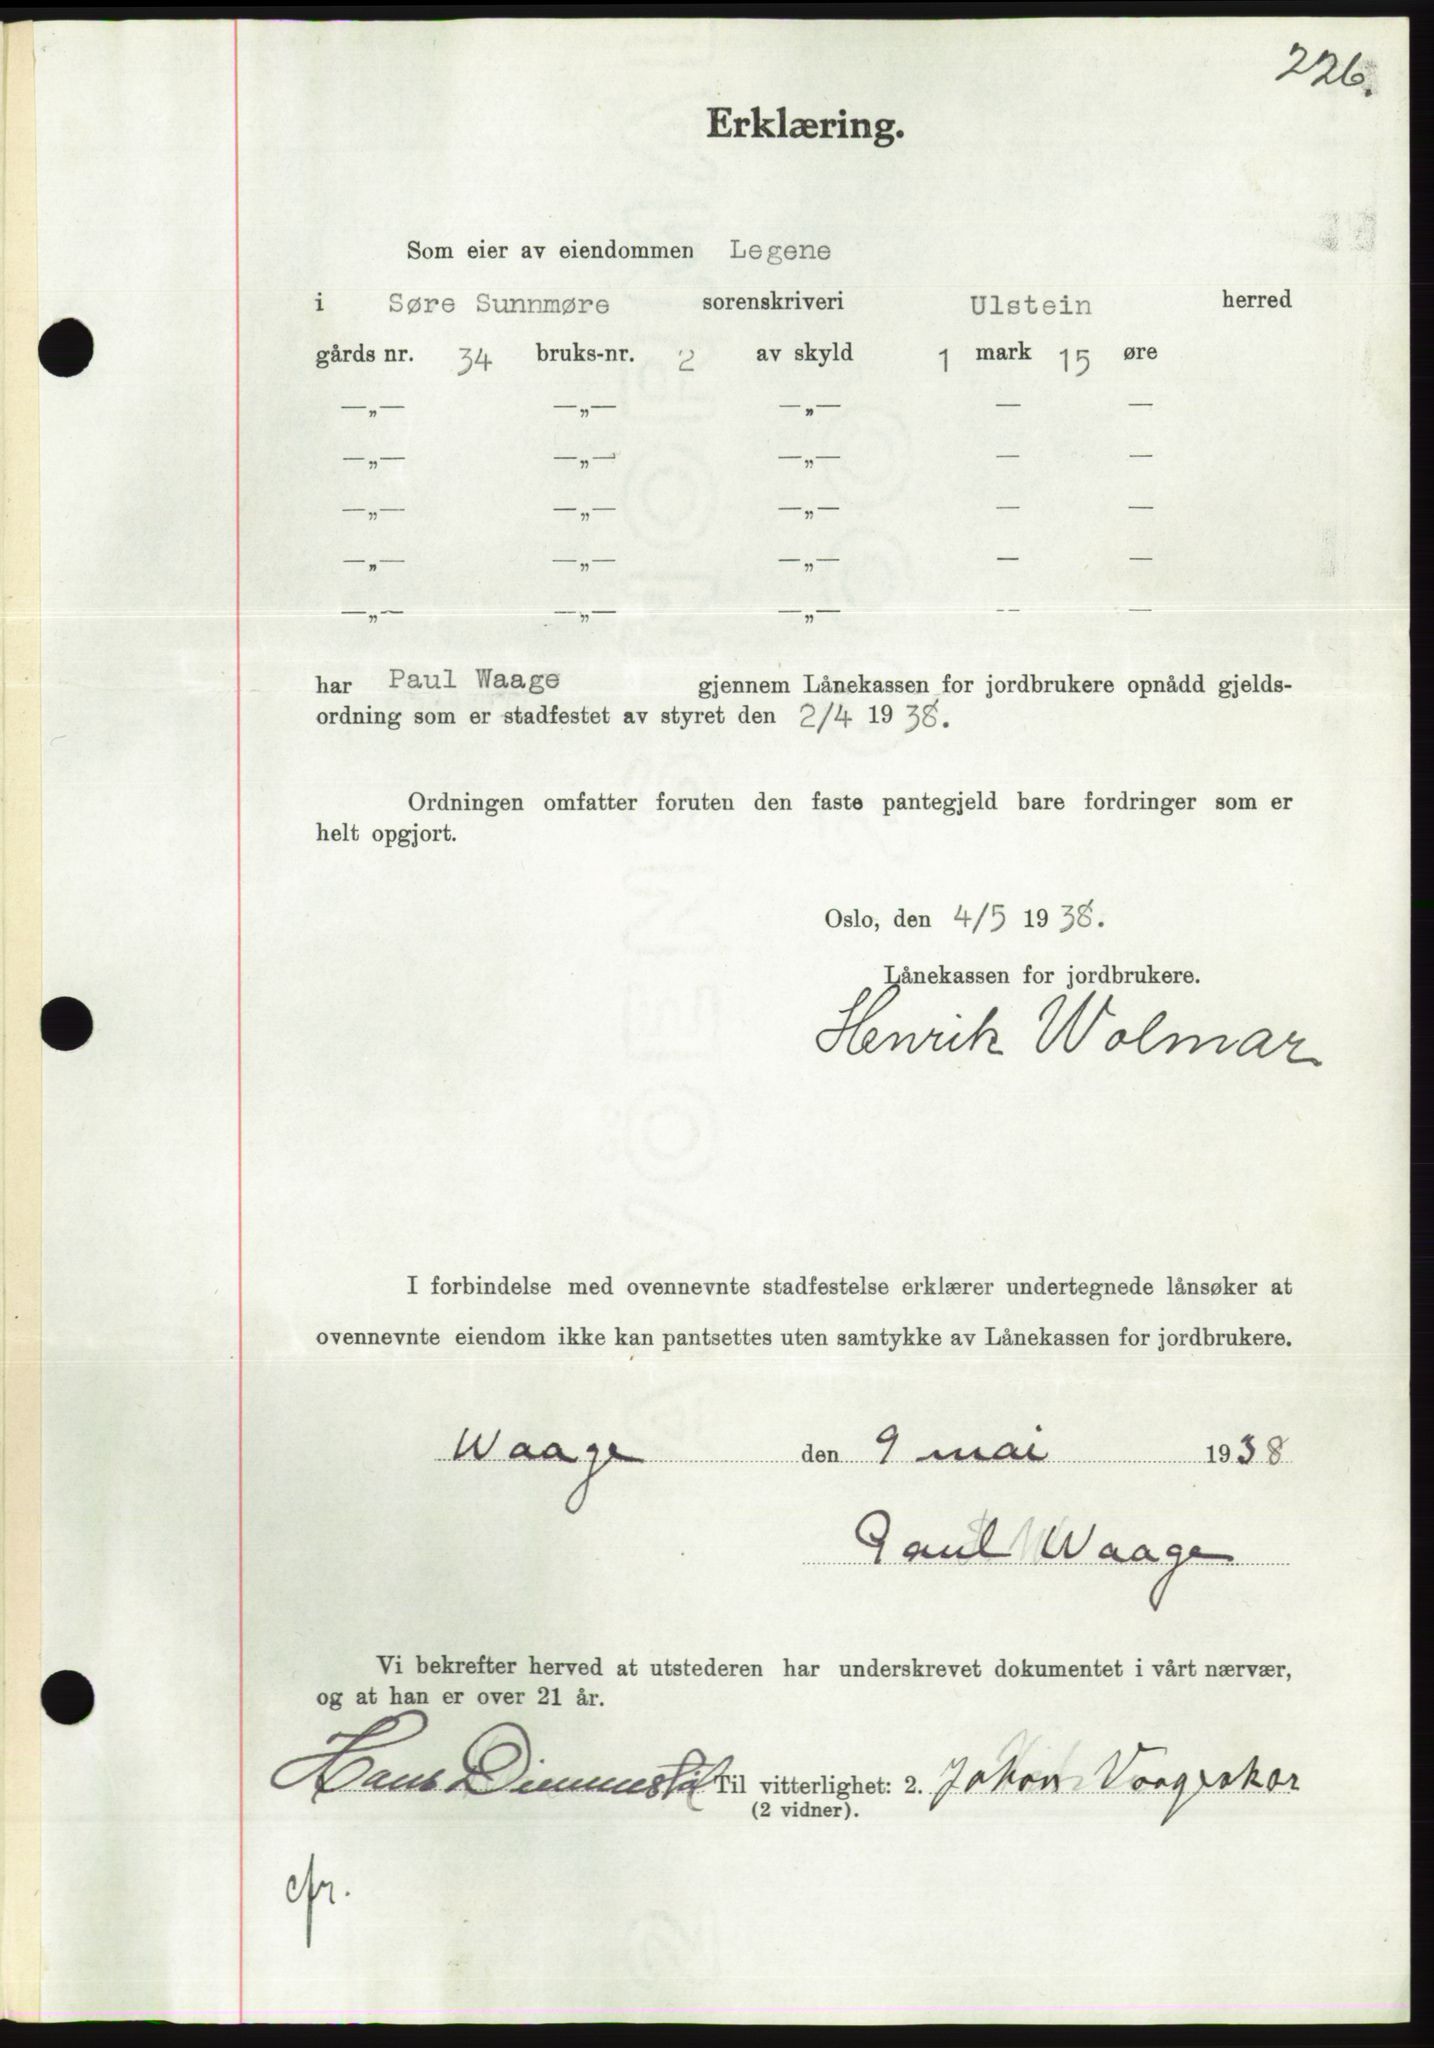 226.
Erklæring.
Som eier av eiendommen Legene
i Søre Sunnmøre sorenskriveri Ulstein herred
gårds nr. 34 bruks-nr. 2 av skyld 1 mark 15 øre
—„— —„— —„— — —
—„— —„— —„— — —
—„— —„— —„— — —
—„— —„— —„— — —
—„— —„— —„— — —
har Paul Waage gjennem Lånekassen for jordbrukere opnådd gjelds-
ordning som er stadfestet av styret den 2/4 1938.
Ordningen omfatter foruten den faste pantegjeld bare fordringer som er
helt opgjort.
Oslo, den 4/5 1938.
Lånekassen for jordbrukere.
Henrik Wolmar
I forbindelse med ovennevnte stadfestelse erklærer undertegnede lånsøker at
ovennevnte eiendom ikke kan pantsettes uten samtykke av Lånekassen for jordbrukere.
Waage den 9 mai 1938
Paul Waage
Vi bekrefter herved at utstederen har underskrevet dokumentet i vårt nærvær,
og at han er over 21 år.
Hans Til vitterlighet: 2. Johan Vaageskar
(2 vidner).
cfr.